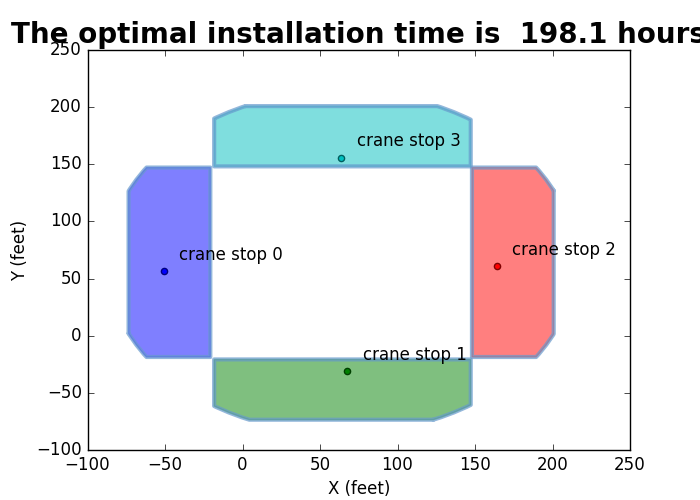 The optimal installation time is  198.1 hours
250
200
150
100
50
0
−50
−100
Y (feet)
crane stop 3
crane stop 2
crane stop 0
crane stop 1
−100 −50 0 50 100 150 200 250
X (feet)